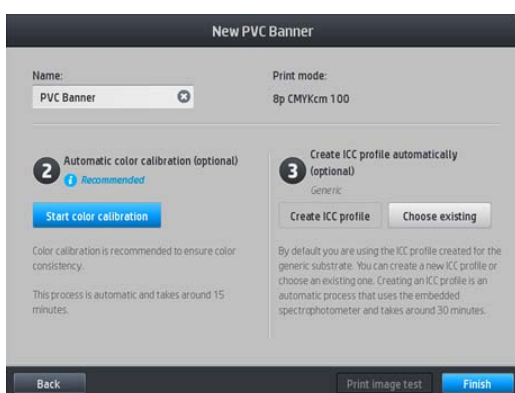 New PVC Banner
Name:
PVC Banner
Print mode:
8p CMYKcm 100
2
Automatic color calibration (optional)
i Recommended
Start color calibration
Color calibration is recommended to ensure color
consistency.
This process is automatic and takes around 15
minutes.
3
Create ICC profile automatically
(optional)
Generic
Create ICC profile
Choose existing
By default you are using the ICC profile created for the
generic substrate. You can create a new ICC profile or
choose an existing one. Creating an ICC profile is an
automatic process that uses the embedded
spectrophotometer and takes around 30 minutes.
Back
Print image test
Finish